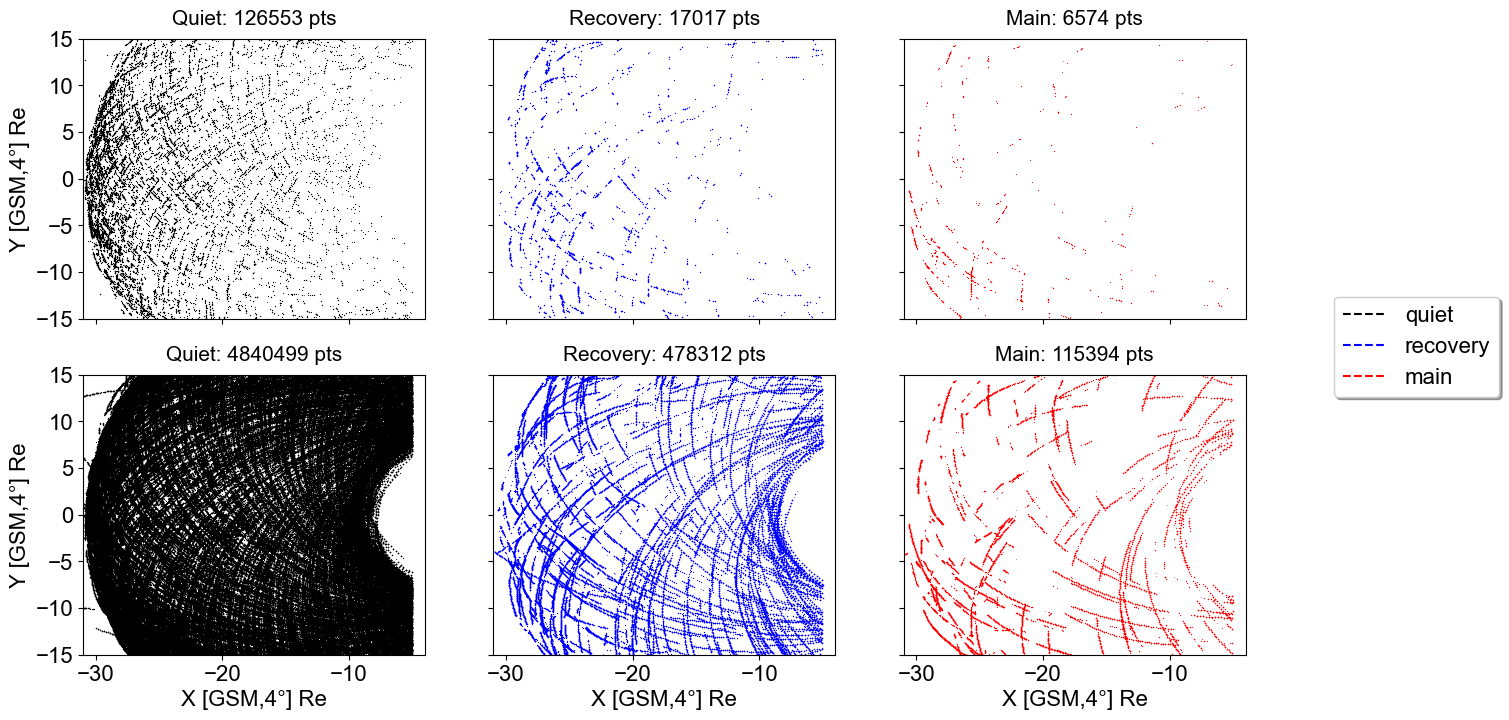 Quiet: 126553 pts
Recovery: 17017 pts
Main: 6574 pts
15
10
5
0
−5
−10
−15
Y [GSM,4°] Re
Quiet: 4840499 pts
Recovery: 478312 pts
Main: 115394 pts
15
10
5
0
−5
−10
−15
Y [GSM,4°] Re
−30 −20 −10
−30 −20 −10
−30 −20 −10
X [GSM,4°] Re
X [GSM,4°] Re
X [GSM,4°] Re
quiet
recovery
main